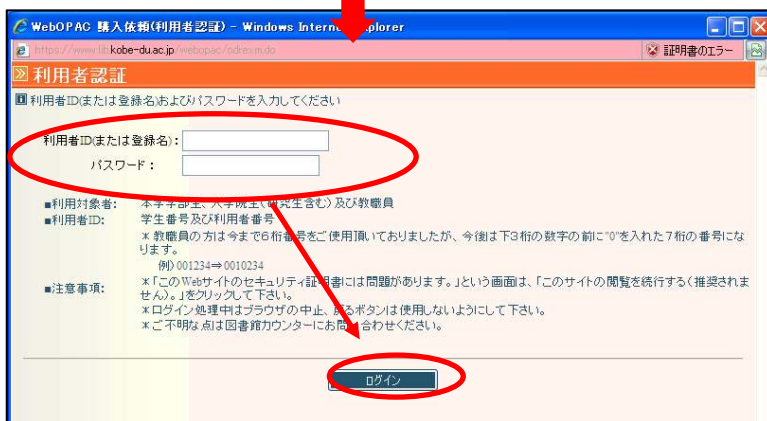 WebOPAC 購入依頼(利用者認証) - Windows Internet Explorer
https://www.lib.kobe-du.ac.jp/webopac/odrexm.do 証明書のエラー
利用者認証
利用者ID(または登録名)およびパスワードを入力してください
利用者ID(または登録名):
パスワード:
■利用対象者: 本学学部生、大学院生(研究生含む)及び教職員
■利用者ID: 学生番号及び利用者番号
*教職員の方は今まで6桁番号をご使用頂いておりましたが、今後は下3桁の数字の前に"0"を入れた7桁の番号にな
ります。
例) 001234⇒0010234
■注意事項: *「このWebサイトのセキュリティ証明書には問題があります。」という画面は、「このサイトの閲覧を続行する(推奨されま
せん)。」をクリックして下さい。
*ログイン処理中はブラウザの中止、戻るボタンは使用しないようにして下さい。
*ご不明な点は図書館カウンターにお問い合わせください。
ログイン